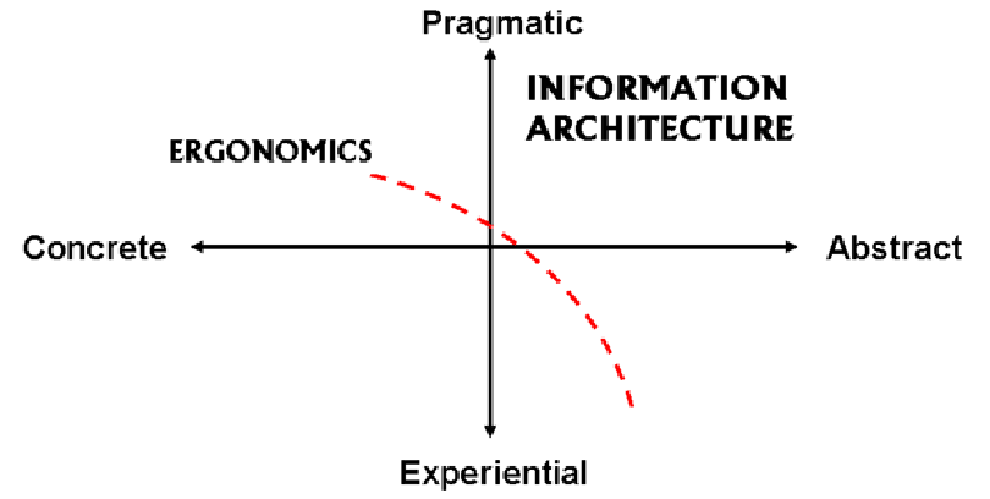 Pragmatic
INFORMATION
ARCHITECTURE
ERGONOMICS
Concrete
Abstract
Experiential